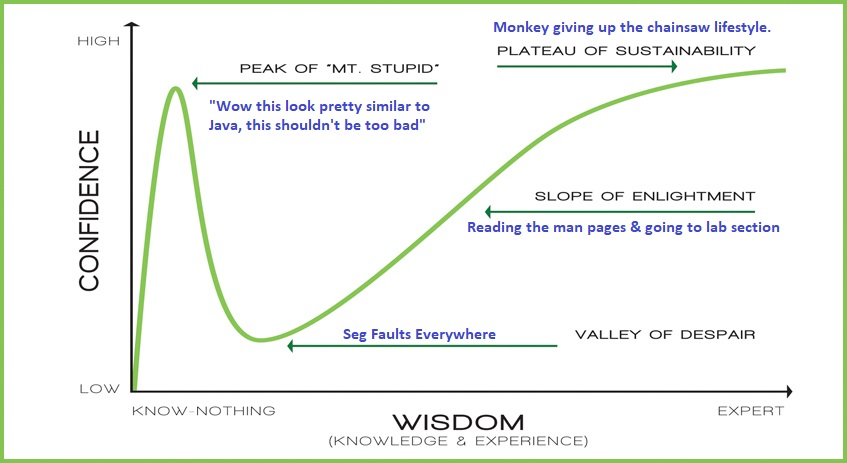 Monkey giving up the chainsaw lifestyle.
HIGH
PLATEAU OF SUSTAINABILITY
PEAK OF "MT. STUPID"
"Wow this look pretty similar to
Java, this shouldn't be too bad"
CONFIDENCE
SLOPE OF ENLIGHTMENT
Reading the man pages & going to lab section
Seg Faults Everywhere
VALLEY OF DESPAIR
LOW
KNOW-NOTHING
WISDOM
EXPERT
(KNOWLEDGE & EXPERIENCE)